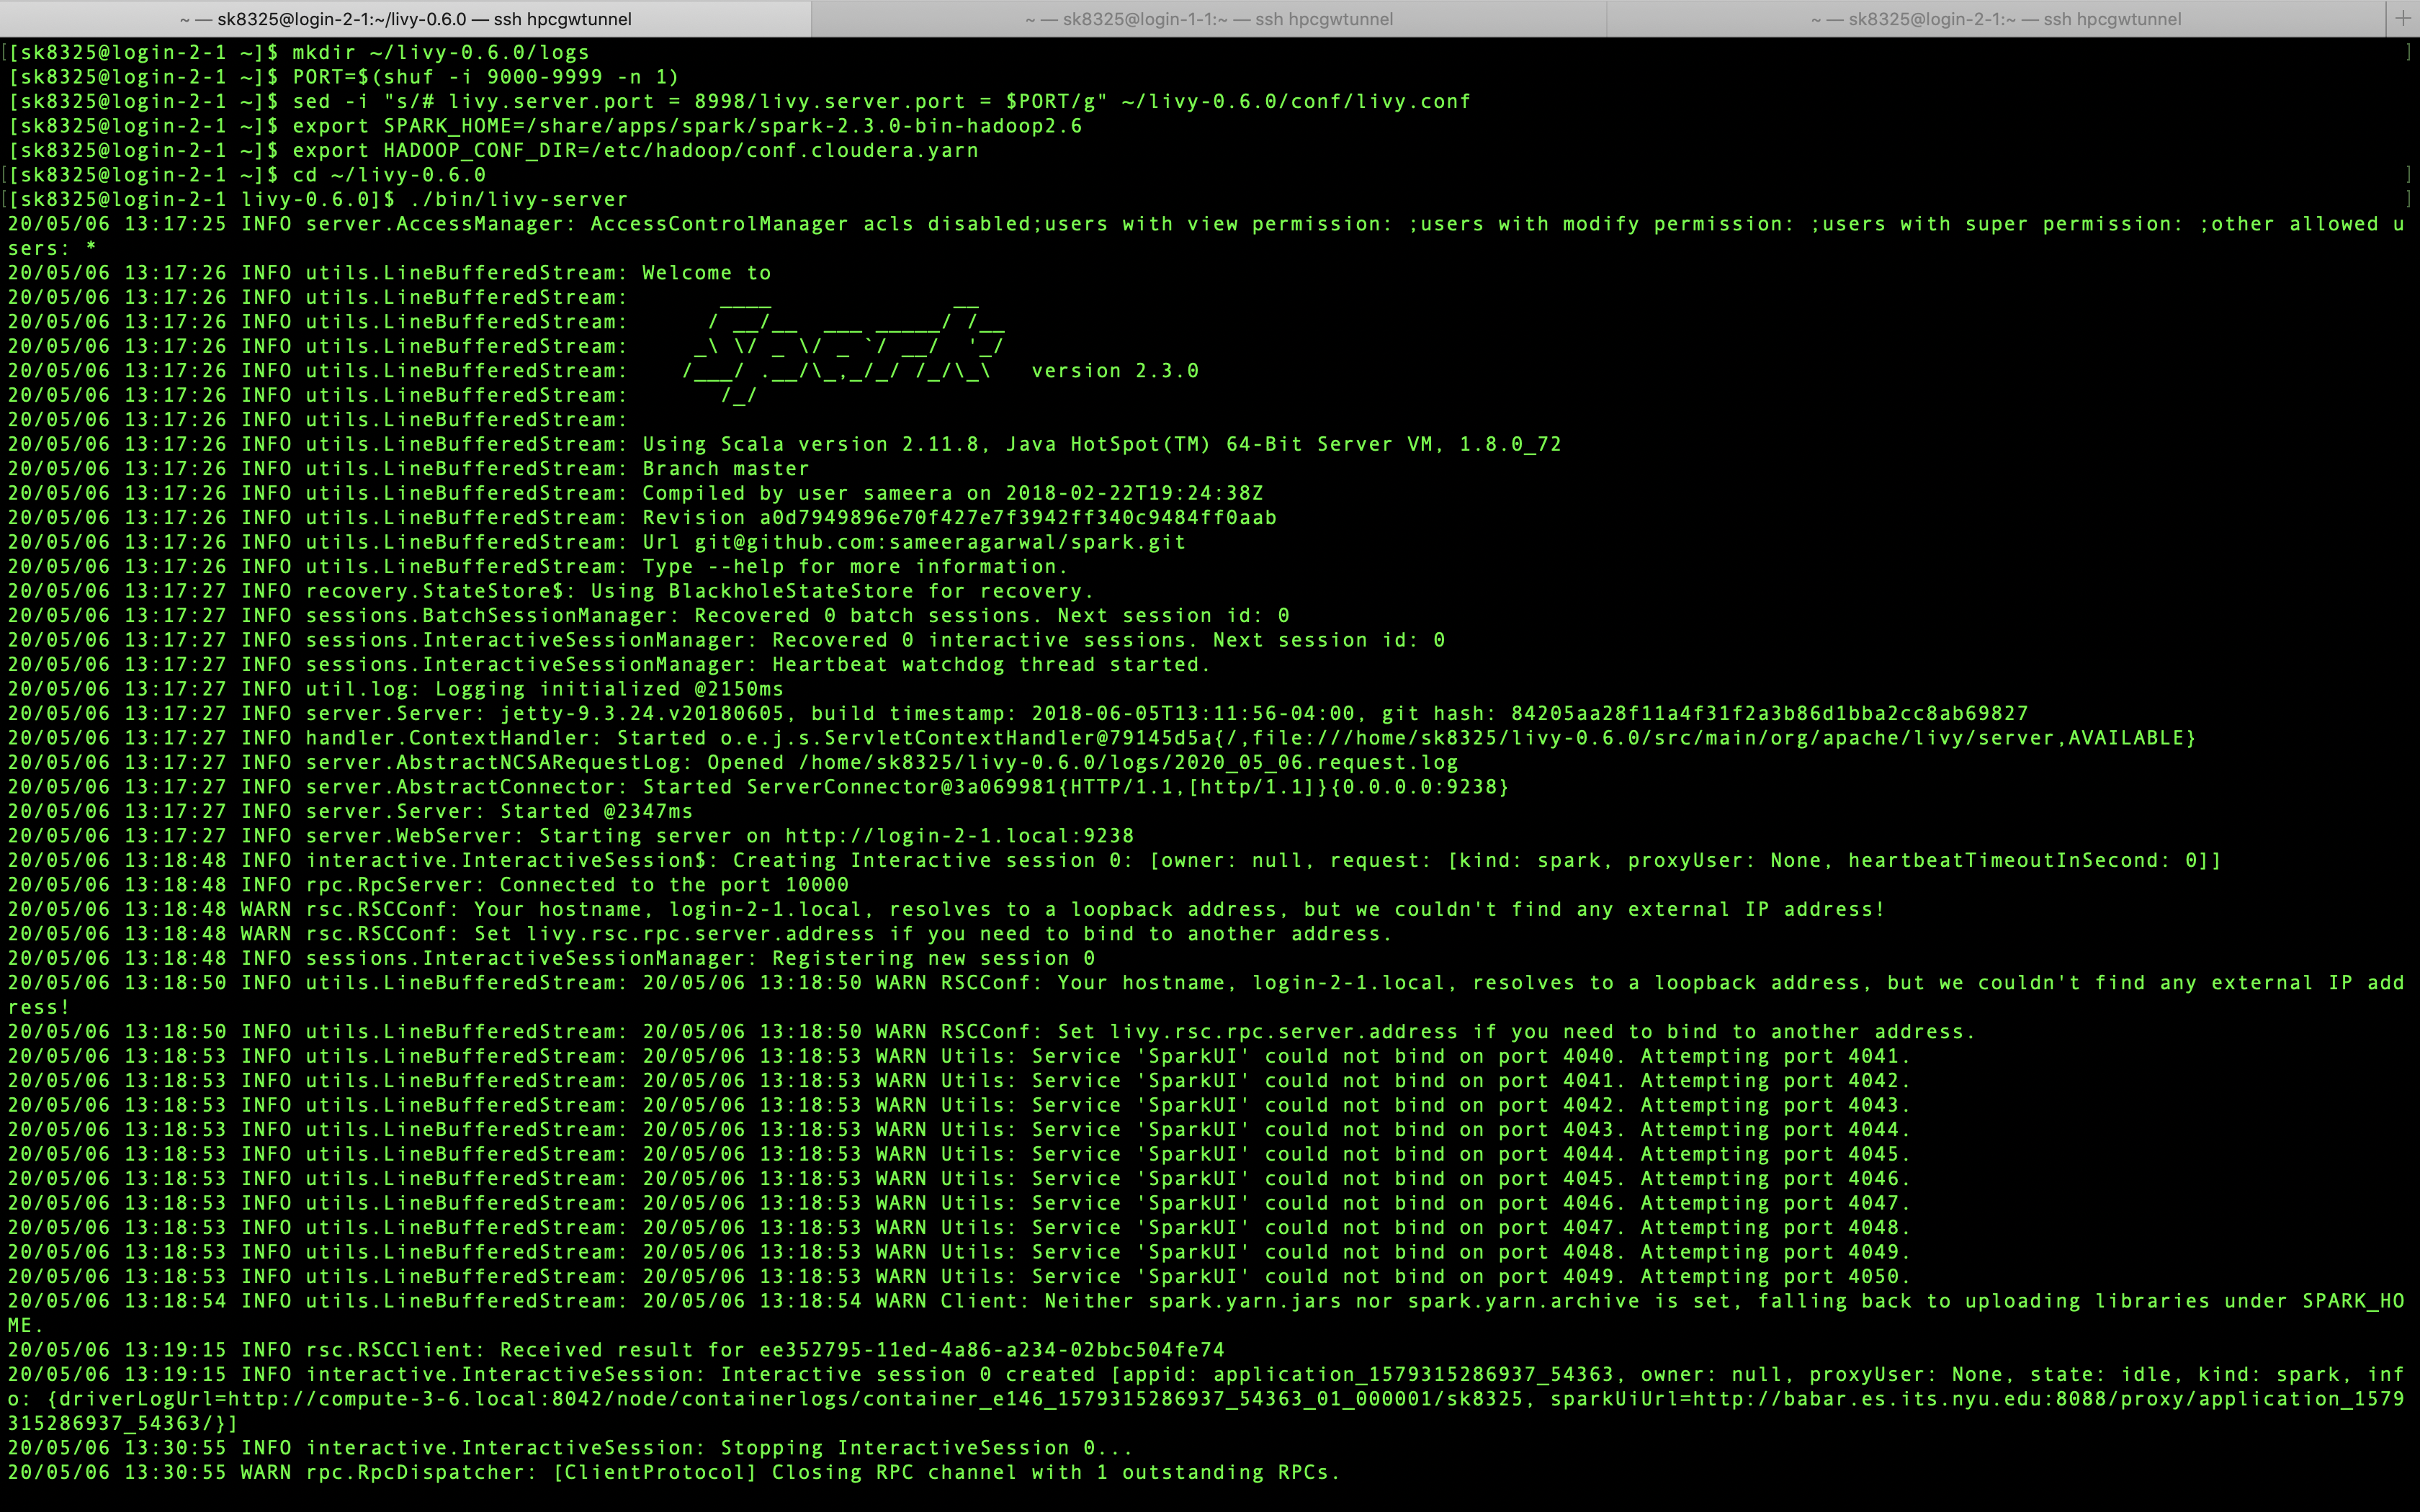 ~ — sk8325@login-2-1:~/livy-0.6.0 — ssh hpcgwtunnel
~ — sk8325@login-1-1:~ — ssh hpcgwtunnel
~ — sk8325@login-2-1:~ — ssh hpcgwtunnel
+
[[sk8325@login-2-1 ~]$ mkdir ~/livy-0.6.0/logs ]
[sk8325@login-2-1 ~]$ PORT=$(shuf -i 9000-9999 -n 1)
[sk8325@login-2-1 ~]$ sed -i "s/# livy.server.port = 8998/livy.server.port = $PORT/g" ~/livy-0.6.0/conf/livy.conf
[sk8325@login-2-1 ~]$ export SPARK_HOME=/share/apps/spark/spark-2.3.0-bin-hadoop2.6
[sk8325@login-2-1 ~]$ export HADOOP_CONF_DIR=/etc/hadoop/conf.cloudera.yarn
[[sk8325@login-2-1 ~]$ cd ~/livy-0.6.0 ]
[[sk8325@login-2-1 livy-0.6.0]$ ./bin/livy-server ]
20/05/06 13:17:25 INFO server.AccessManager: AccessControlManager acls disabled;users with view permission: ;users with modify permission: ;users with super permission: ;other allowed u
sers: *
20/05/06 13:17:26 INFO utils.LineBufferedStream: Welcome to
20/05/06 13:17:26 INFO utils.LineBufferedStream:       ____              __
20/05/06 13:17:26 INFO utils.LineBufferedStream:      / __/__  ___ _____/ /__
20/05/06 13:17:26 INFO utils.LineBufferedStream:     _\ \/ _ \/ _ `/ __/  '_/
20/05/06 13:17:26 INFO utils.LineBufferedStream:    /___/ .__/\_,_/_/ /_/\_\   version 2.3.0
20/05/06 13:17:26 INFO utils.LineBufferedStream:       /_/
20/05/06 13:17:26 INFO utils.LineBufferedStream:
20/05/06 13:17:26 INFO utils.LineBufferedStream: Using Scala version 2.11.8, Java HotSpot(TM) 64-Bit Server VM, 1.8.0_72
20/05/06 13:17:26 INFO utils.LineBufferedStream: Branch master
20/05/06 13:17:26 INFO utils.LineBufferedStream: Compiled by user sameera on 2018-02-22T19:24:38Z
20/05/06 13:17:26 INFO utils.LineBufferedStream: Revision a0d7949896e70f427e7f3942ff340c9484ff0aab
20/05/06 13:17:26 INFO utils.LineBufferedStream: Url git@github.com:sameeragarwal/spark.git
20/05/06 13:17:26 INFO utils.LineBufferedStream: Type --help for more information.
20/05/06 13:17:27 INFO recovery.StateStore$: Using BlackholeStateStore for recovery.
20/05/06 13:17:27 INFO sessions.BatchSessionManager: Recovered 0 batch sessions. Next session id: 0
20/05/06 13:17:27 INFO sessions.InteractiveSessionManager: Recovered 0 interactive sessions. Next session id: 0
20/05/06 13:17:27 INFO sessions.InteractiveSessionManager: Heartbeat watchdog thread started.
20/05/06 13:17:27 INFO util.log: Logging initialized @2150ms
20/05/06 13:17:27 INFO server.Server: jetty-9.3.24.v20180605, build timestamp: 2018-06-05T13:11:56-04:00, git hash: 84205aa28f11a4f31f2a3b86d1bba2cc8ab69827
20/05/06 13:17:27 INFO handler.ContextHandler: Started o.e.j.s.ServletContextHandler@79145d5a{/,file:///home/sk8325/livy-0.6.0/src/main/org/apache/livy/server,AVAILABLE}
20/05/06 13:17:27 INFO server.AbstractNCSARequestLog: Opened /home/sk8325/livy-0.6.0/logs/2020_05_06.request.log
20/05/06 13:17:27 INFO server.AbstractConnector: Started ServerConnector@3a069981{HTTP/1.1,[http/1.1]}{0.0.0.0:9238}
20/05/06 13:17:27 INFO server.Server: Started @2347ms
20/05/06 13:17:27 INFO server.WebServer: Starting server on http://login-2-1.local:9238
20/05/06 13:18:48 INFO interactive.InteractiveSession$: Creating Interactive session 0: [owner: null, request: [kind: spark, proxyUser: None, heartbeatTimeoutInSecond: 0]]
20/05/06 13:18:48 INFO rpc.RpcServer: Connected to the port 10000
20/05/06 13:18:48 WARN rsc.RSCConf: Your hostname, login-2-1.local, resolves to a loopback address, but we couldn't find any external IP address!
20/05/06 13:18:48 WARN rsc.RSCConf: Set livy.rsc.rpc.server.address if you need to bind to another address.
20/05/06 13:18:48 INFO sessions.InteractiveSessionManager: Registering new session 0
20/05/06 13:18:50 INFO utils.LineBufferedStream: 20/05/06 13:18:50 WARN RSCConf: Your hostname, login-2-1.local, resolves to a loopback address, but we couldn't find any external IP add
ress!
20/05/06 13:18:50 INFO utils.LineBufferedStream: 20/05/06 13:18:50 WARN RSCConf: Set livy.rsc.rpc.server.address if you need to bind to another address.
20/05/06 13:18:53 INFO utils.LineBufferedStream: 20/05/06 13:18:53 WARN Utils: Service 'SparkUI' could not bind on port 4040. Attempting port 4041.
20/05/06 13:18:53 INFO utils.LineBufferedStream: 20/05/06 13:18:53 WARN Utils: Service 'SparkUI' could not bind on port 4041. Attempting port 4042.
20/05/06 13:18:53 INFO utils.LineBufferedStream: 20/05/06 13:18:53 WARN Utils: Service 'SparkUI' could not bind on port 4042. Attempting port 4043.
20/05/06 13:18:53 INFO utils.LineBufferedStream: 20/05/06 13:18:53 WARN Utils: Service 'SparkUI' could not bind on port 4043. Attempting port 4044.
20/05/06 13:18:53 INFO utils.LineBufferedStream: 20/05/06 13:18:53 WARN Utils: Service 'SparkUI' could not bind on port 4044. Attempting port 4045.
20/05/06 13:18:53 INFO utils.LineBufferedStream: 20/05/06 13:18:53 WARN Utils: Service 'SparkUI' could not bind on port 4045. Attempting port 4046.
20/05/06 13:18:53 INFO utils.LineBufferedStream: 20/05/06 13:18:53 WARN Utils: Service 'SparkUI' could not bind on port 4046. Attempting port 4047.
20/05/06 13:18:53 INFO utils.LineBufferedStream: 20/05/06 13:18:53 WARN Utils: Service 'SparkUI' could not bind on port 4047. Attempting port 4048.
20/05/06 13:18:53 INFO utils.LineBufferedStream: 20/05/06 13:18:53 WARN Utils: Service 'SparkUI' could not bind on port 4048. Attempting port 4049.
20/05/06 13:18:53 INFO utils.LineBufferedStream: 20/05/06 13:18:53 WARN Utils: Service 'SparkUI' could not bind on port 4049. Attempting port 4050.
20/05/06 13:18:54 INFO utils.LineBufferedStream: 20/05/06 13:18:54 WARN Client: Neither spark.yarn.jars nor spark.yarn.archive is set, falling back to uploading libraries under SPARK_HO
ME.
20/05/06 13:19:15 INFO rsc.RSCClient: Received result for ee352795-11ed-4a86-a234-02bbc504fe74
20/05/06 13:19:15 INFO interactive.InteractiveSession: Interactive session 0 created [appid: application_1579315286937_54363, owner: null, proxyUser: None, state: idle, kind: spark, inf
o: {driverLogUrl=http://compute-3-6.local:8042/node/containerlogs/container_e146_1579315286937_54363_01_000001/sk8325, sparkUiUrl=http://babar.es.its.nyu.edu:8088/proxy/application_1579
315286937_54363/}]
20/05/06 13:30:55 INFO interactive.InteractiveSession: Stopping InteractiveSession 0...
20/05/06 13:30:55 WARN rpc.RpcDispatcher: [ClientProtocol] Closing RPC channel with 1 outstanding RPCs.